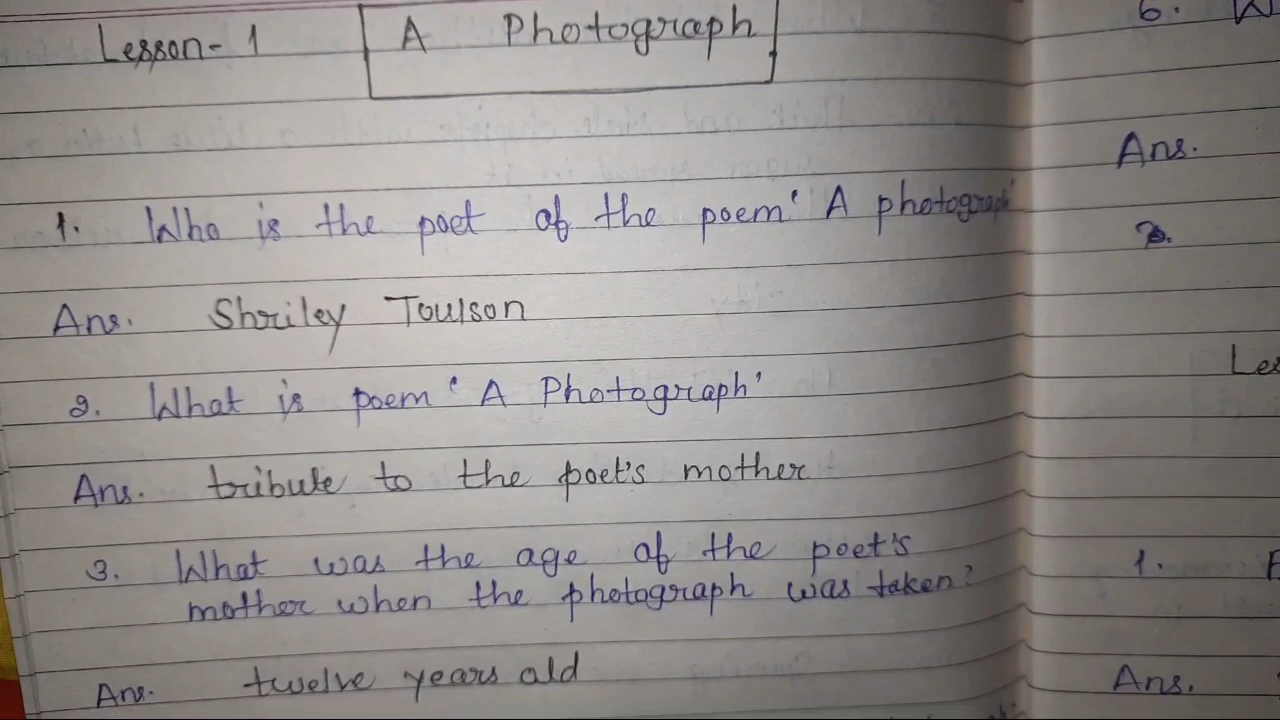 Lesson-1 A Photograph
1. Who is the poet of the poem 'A photograph'
Ans. Shriley Toulson
2. What is poem 'A Photograph'
Ans. tribute to the poet's mother
3. What was the age of the poet's
mother when the photograph was taken?
Ans. twelve years old
6.
Ans.
Les
1.
Ans.